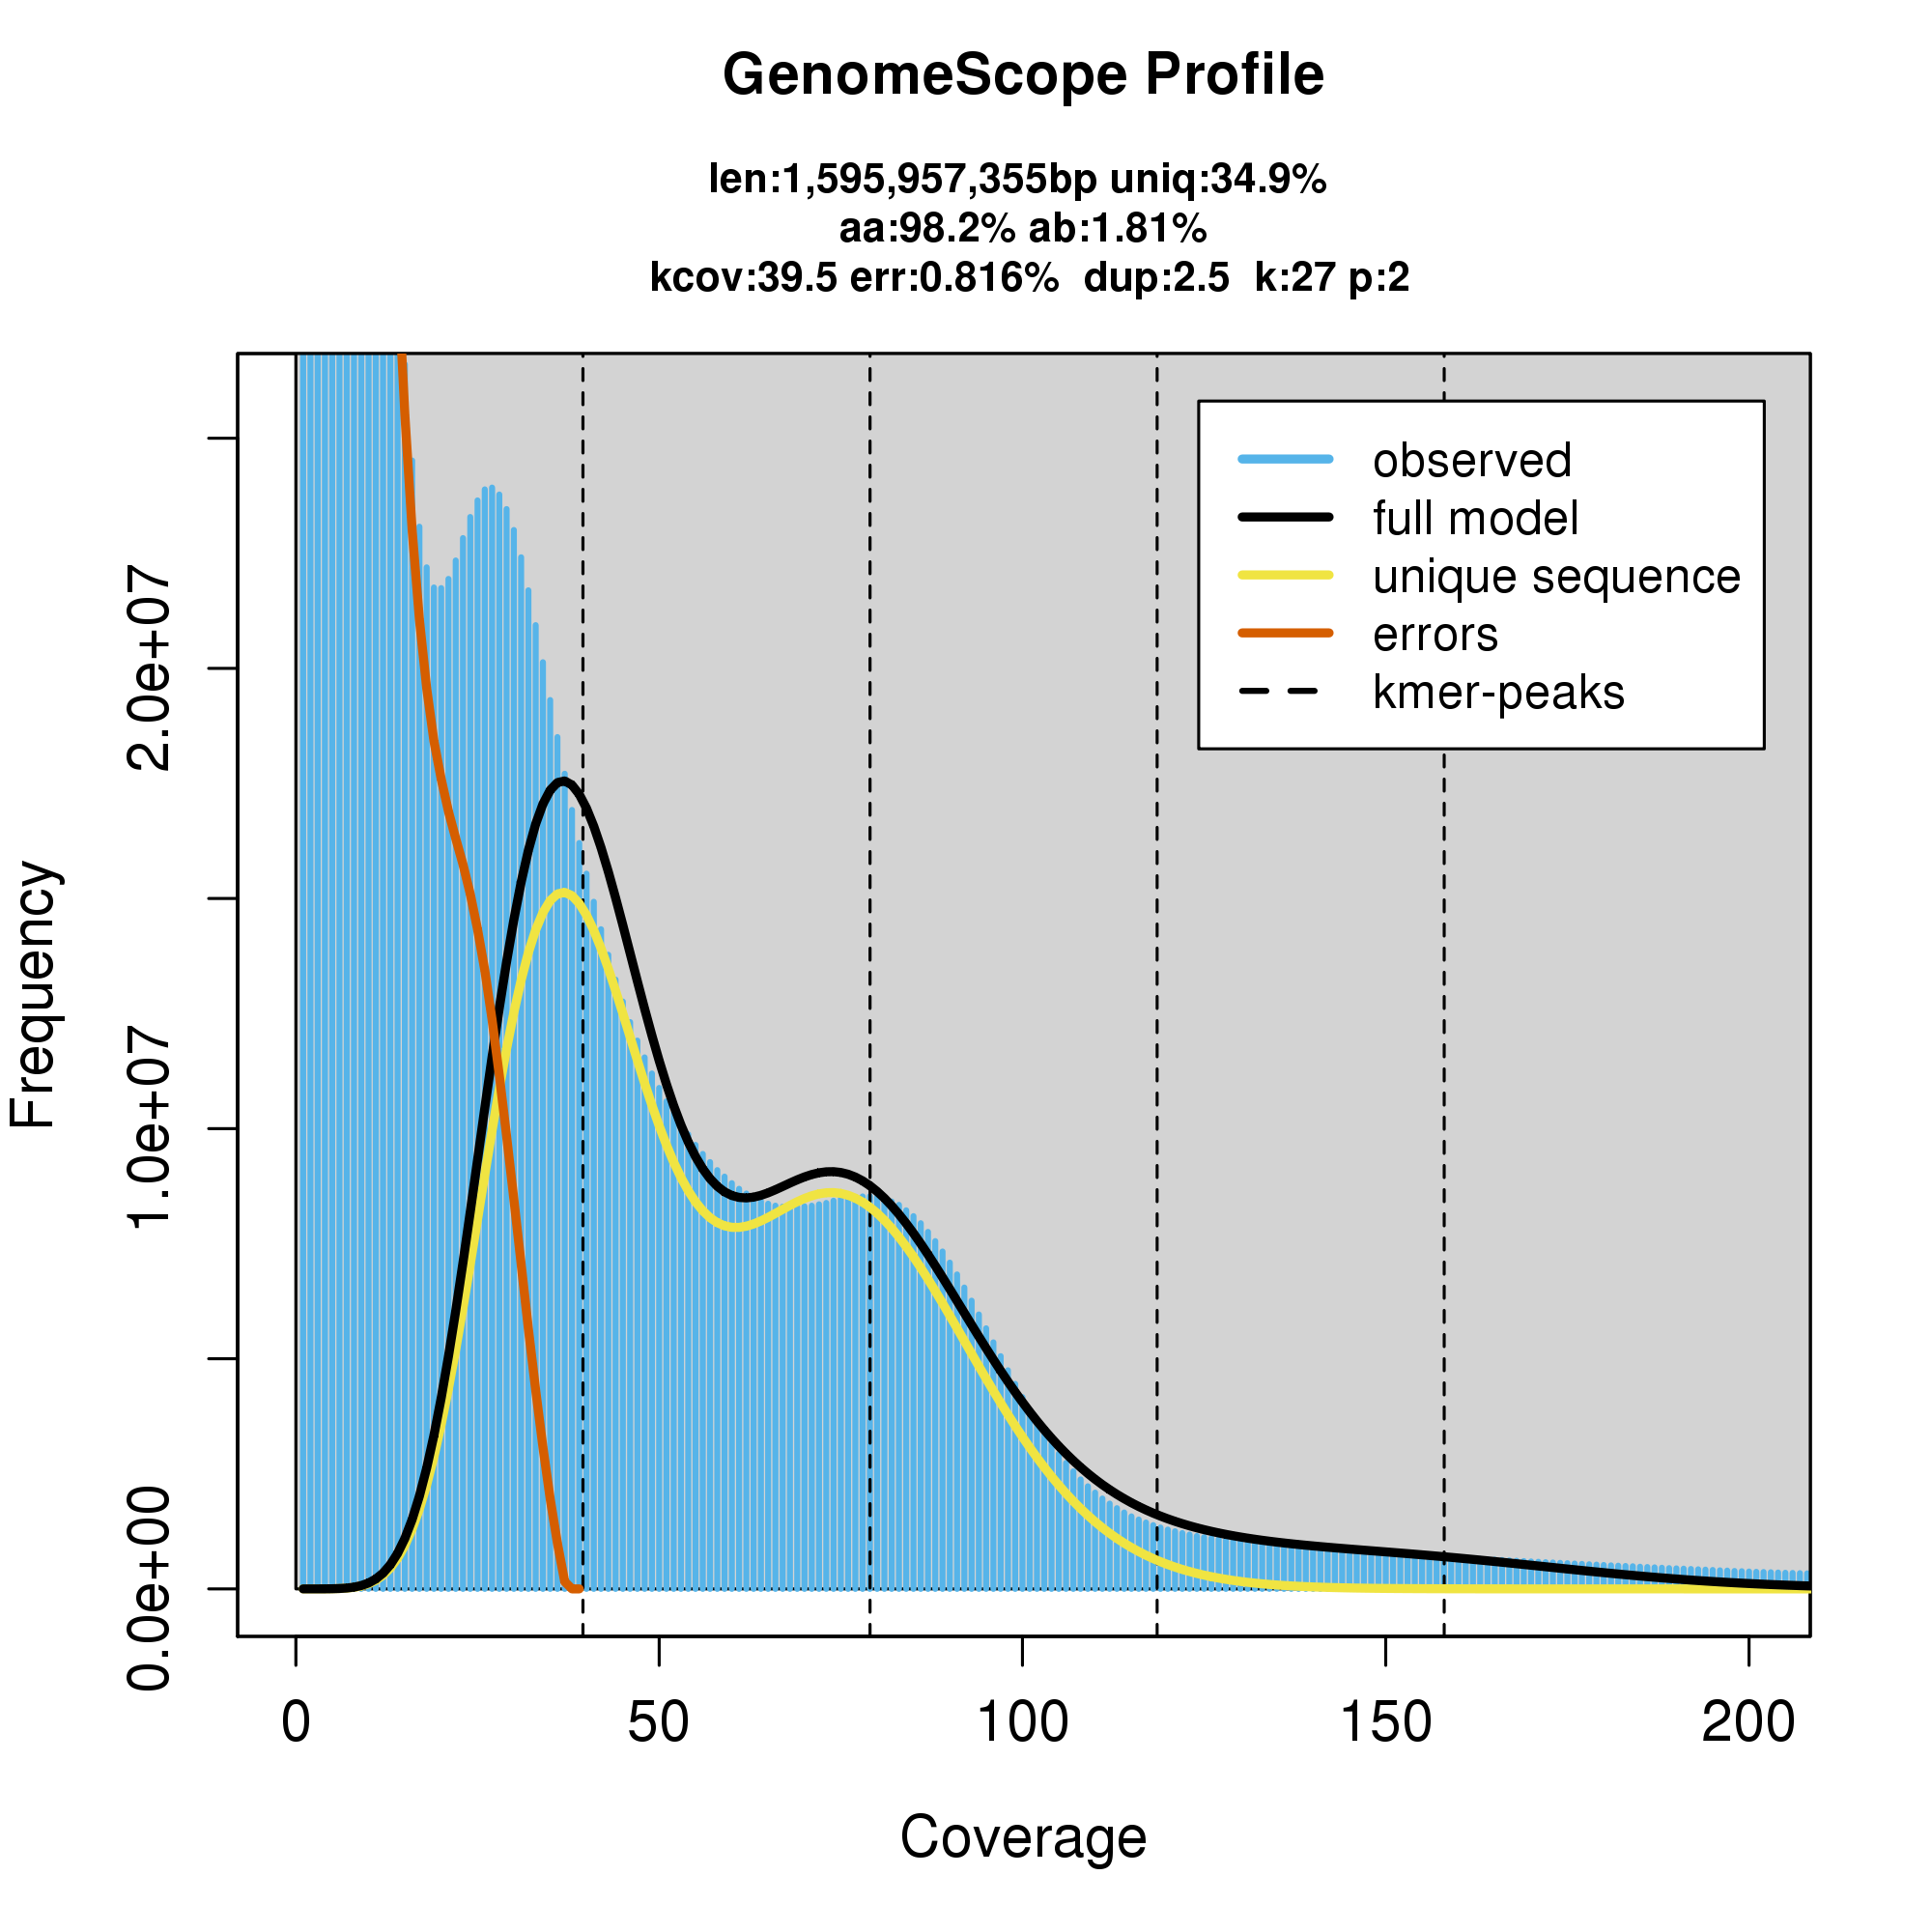 GenomeScope Profile
len:1,595,957,355bp uniq:34.9%
aa:98.2% ab:1.81%
kcov:39.5 err:0.816% dup:2.5 k:27 p:2
observed
full model
unique sequence
errors
kmer-peaks
Frequency
2.0e+07
1.0e+07
0.0e+00
0 50 100 150 200
Coverage